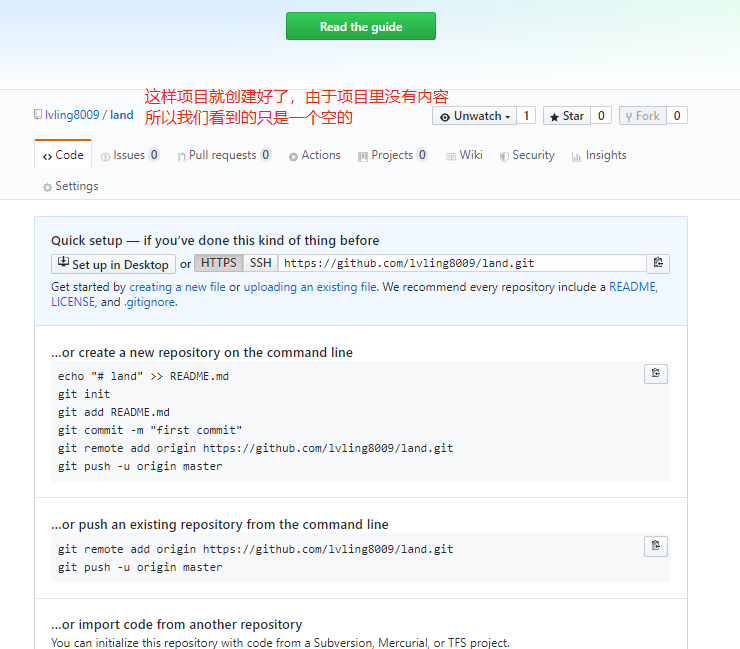 Read the guide
这样项目就创建好了，由于项目里没有内容
所以我们看到的只是一个空的
lvling8009 / land
Unwatch 1 Star 0 Fork 0
Code Issues 0 Pull requests 0 Actions Projects 0 Wiki Security Insights
Settings
Quick setup — if you’ve done this kind of thing before
Set up in Desktop or HTTPS SSH https://github.com/lvling8009/land.git
Get started by creating a new file or uploading an existing file. We recommend every repository include a README,
LICENSE, and .gitignore.
…or create a new repository on the command line
echo "# land" >> README.md
git init
git add README.md
git commit -m "first commit"
git remote add origin https://github.com/lvling8009/land.git
git push -u origin master
…or push an existing repository from the command line
git remote add origin https://github.com/lvling8009/land.git
git push -u origin master
…or import code from another repository
You can initialize this repository with code from a Subversion, Mercurial, or TFS project.